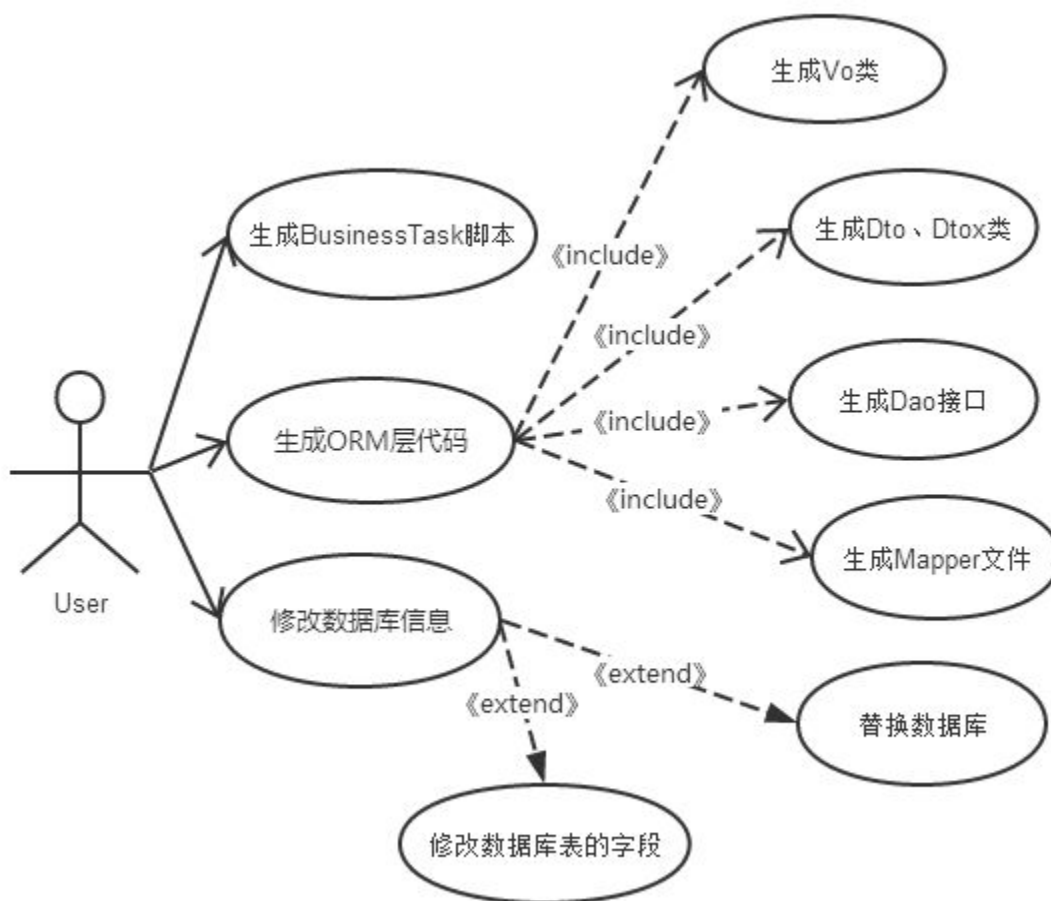 生成Vo类
生成BusinessTask脚本
生成Dto、Dtox类
《include》
《include》
生成Dao接口
《include》
生成ORM层代码
《include》
生成Mapper文件
User
修改数据库信息
《extend》
《extend》
替换数据库
修改数据库表的字段